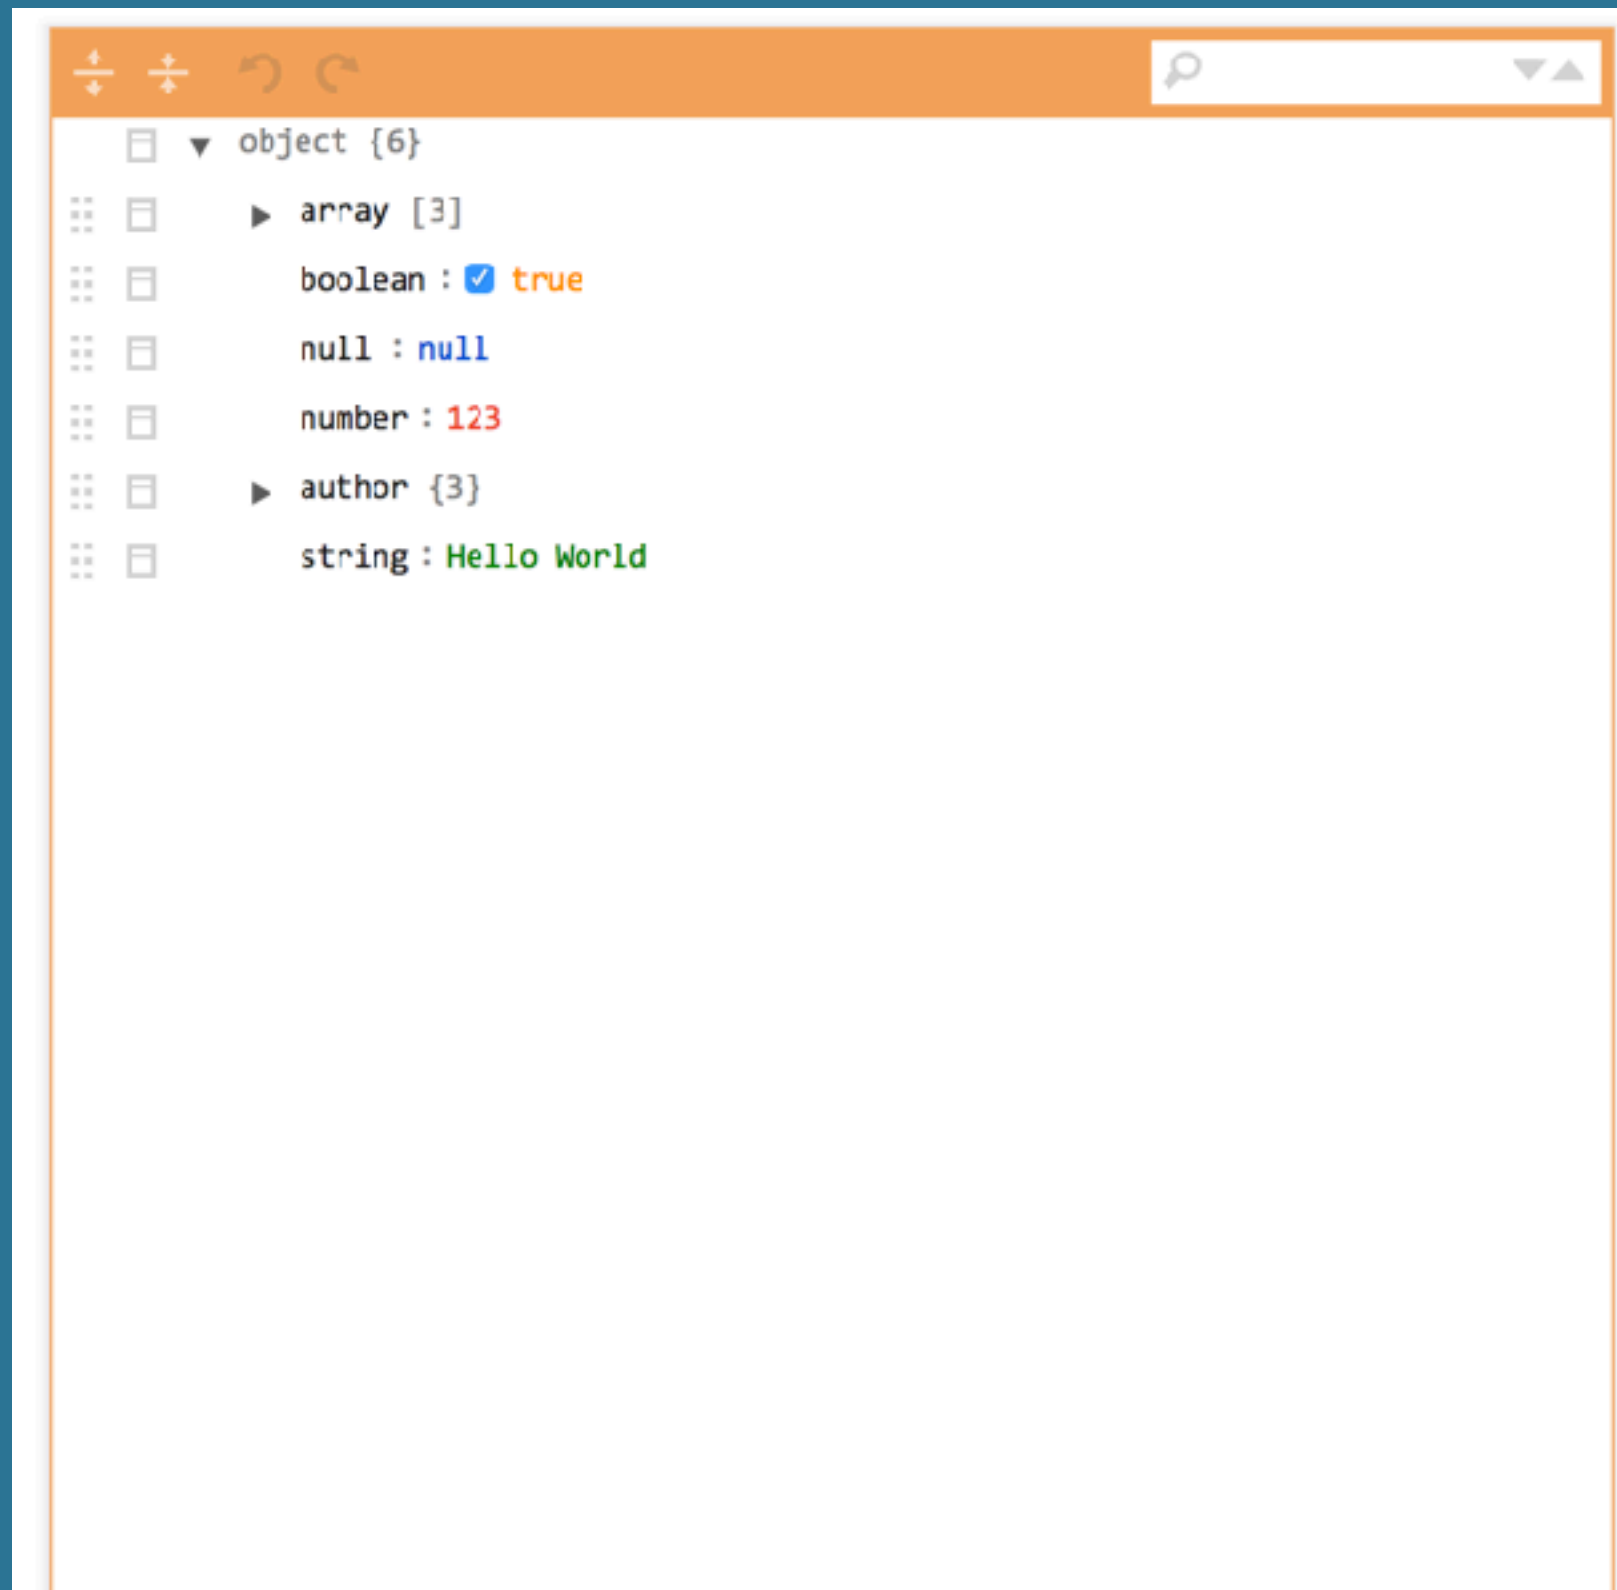 object {6}
array [3]
boolean : true
null : null
number : 123
author {3}
string : Hello World